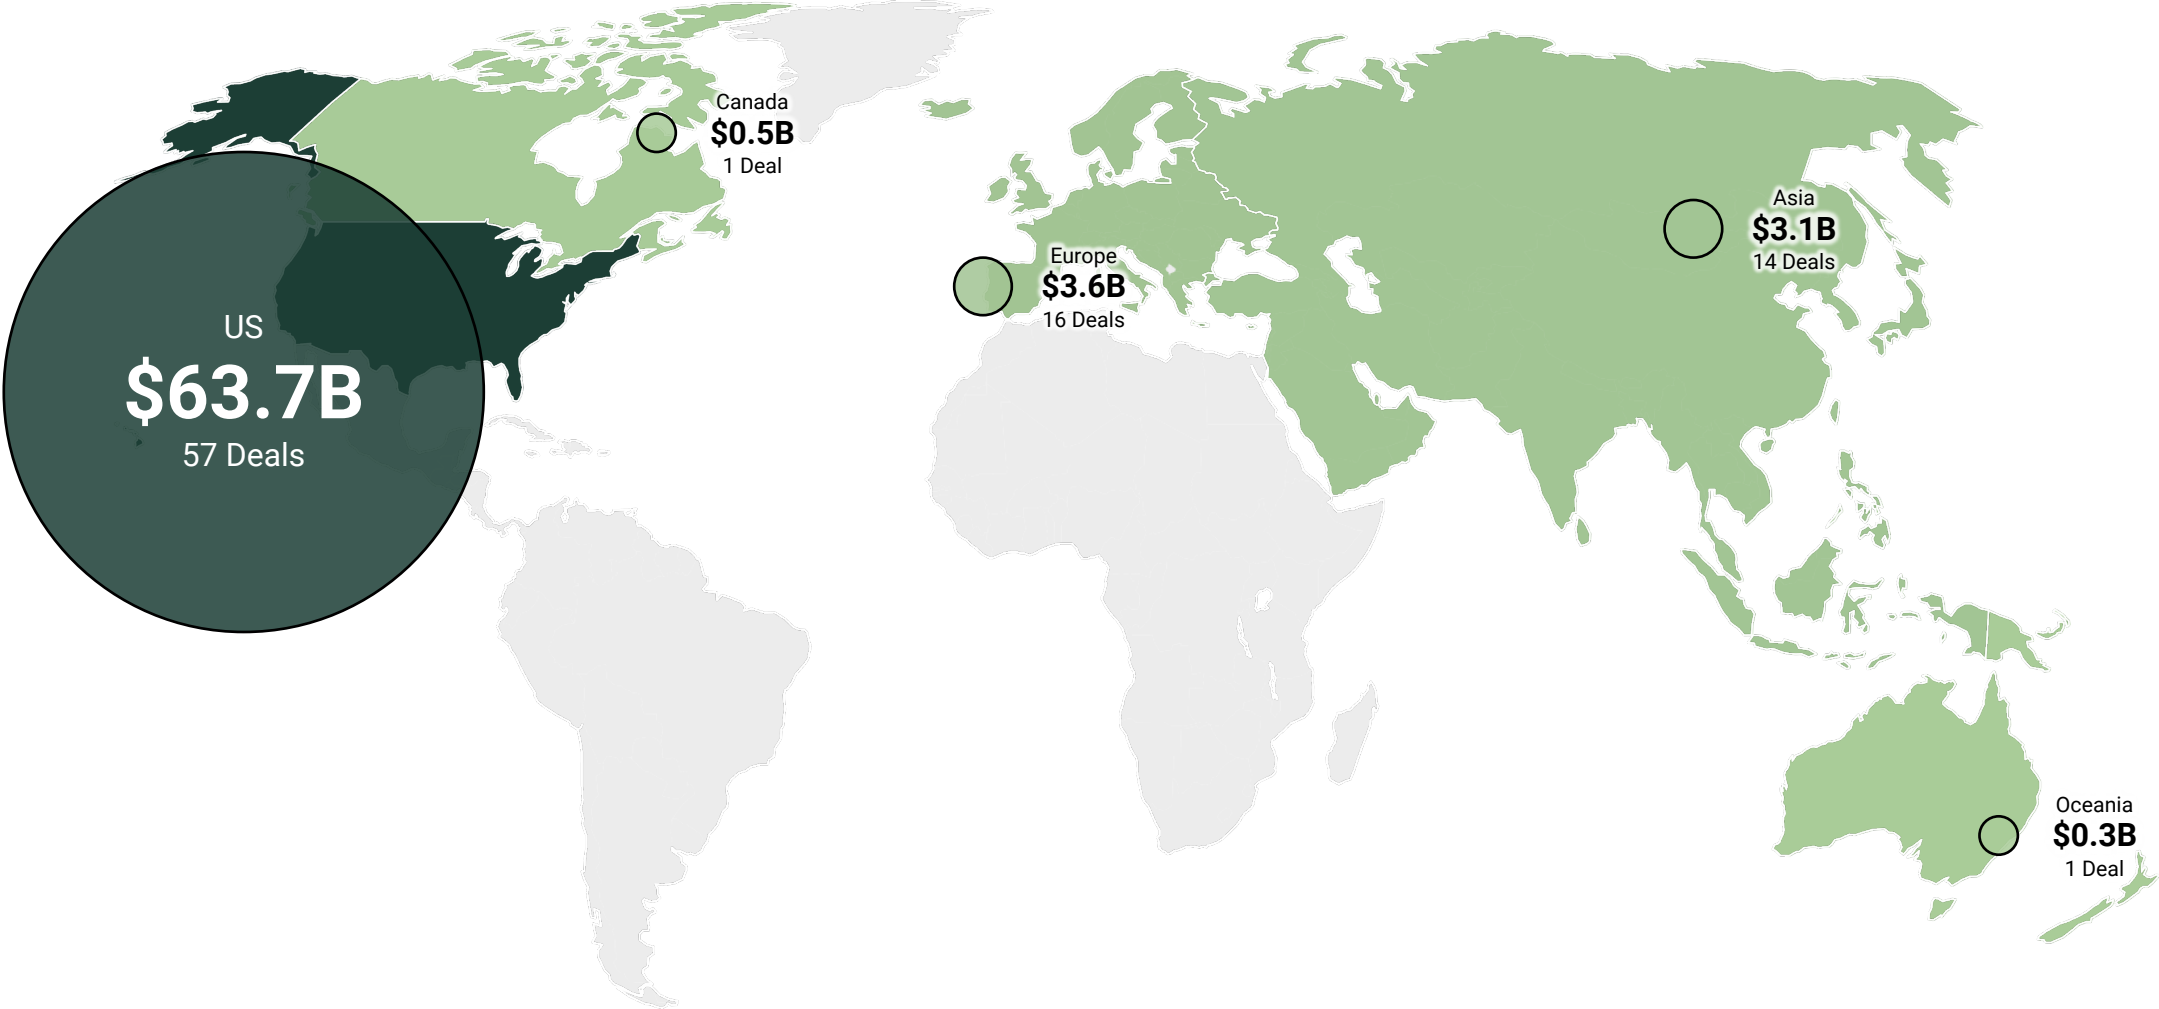 Canada
$0.5B
1 Deal
US
$63.7B
57 Deals
Europe
$3.6B
16 Deals
Asia
$3.1B
14 Deals
Oceania
$0.3B
1 Deal